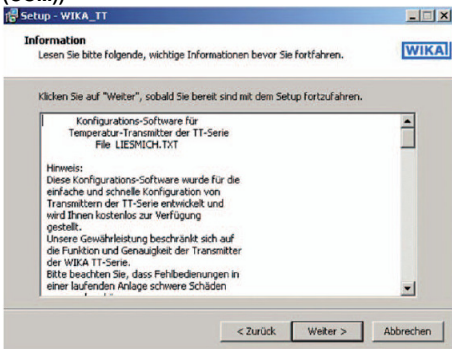 Setup - WIKA_TT
Information
Lesen Sie bitte folgende, wichtige Informationen bevor Sie fortfahren.
WIKA
Klicken Sie auf "Weiter", sobald Sie bereit sind mit dem Setup fortzufahren.
Konfigurations-Software für
Temperatur-Transmitter der TT-Serie
File LIESMICH.TXT
Hinweis:
Diese Konfigurations-Software wurde für die
einfache und schnelle Konfiguration von
Transmittern der TT-Serie entwickelt und
wird Ihnen kostenlos zur Verfügung
gestellt.
Unsere Gewährleistung beschränkt sich auf
die Funktion und Genauigkeit der Transmitter
der WIKA TT-Serie.
Bitte beachten Sie, dass Fehlbedienungen in
einer laufenden Anlage schwere Schäden
< Zurück
Weiter >
Abbrechen